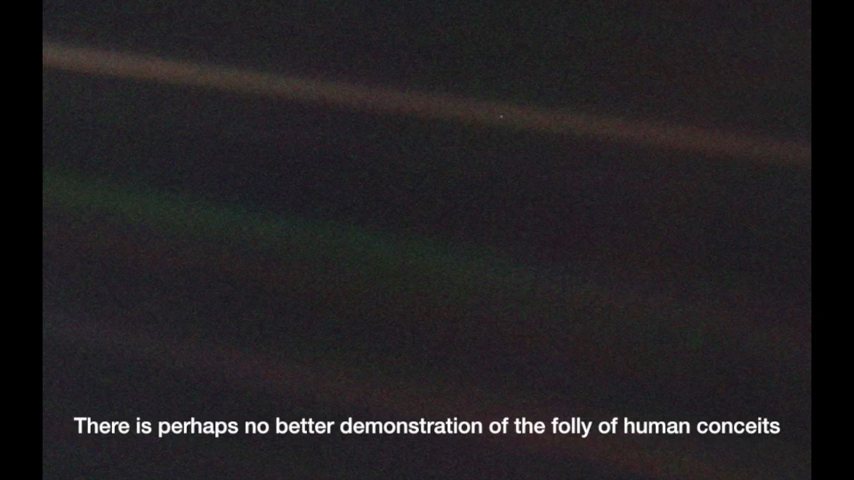 There is perhaps no better demonstration of the folly of human conceits